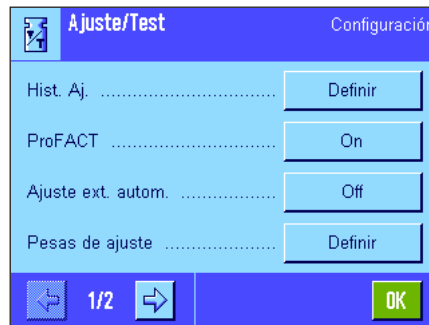 Ajuste/Test
Configuración
Hist. Aj. ................................ Definir
ProFACT .............................. On
Ajuste ext. autom. .................. Off
Pesas de ajuste ..................... Definir
1/2 OK